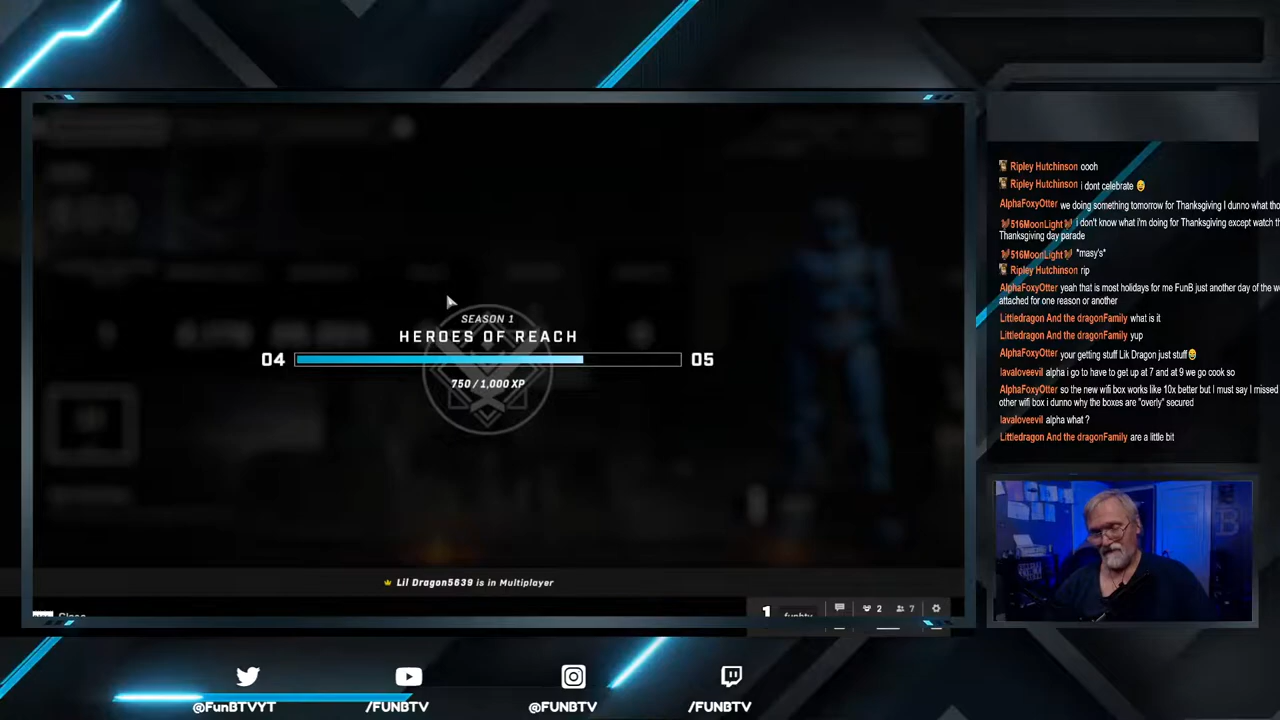 SEASON 1
HEROES OF REACH
04
05
750 / 1,000 XP
Lil Dragon5639 is in Multiplayer
1
funbtv
2
7
Ripley Hutchinson oooh
Ripley Hutchinson i dont celebrate
AlphaFoxyOtter we doing something tomorrow for Thanksgiving I dunno what tho
516MoonLight i don't know what i'm doing for Thanksgiving except watch th
Thanksgiving day parade
516MoonLight *masy's*
Ripley Hutchinson rip
AlphaFoxyOtter yeah that is most holidays for me FunB just another day of the we
attached for one reason or another
Littledragon And the dragonFamily what is it
Littledragon And the dragonFamily yup
AlphaFoxyOtter your getting stuff Lik Dragon just stuff
lavaloveevil alpha i go to have to get up at 7 and at 9 we go cook so
AlphaFoxyOtter so the new wifi box works like 10x better but I must say I missed
other wifi box i dunno why the boxes are "overly" secured
lavaloveevil alpha what ?
Littledragon And the dragonFamily are a little bit
@FunBTVYT
/FUNBTV
@FUNBTV
/FUNBTV